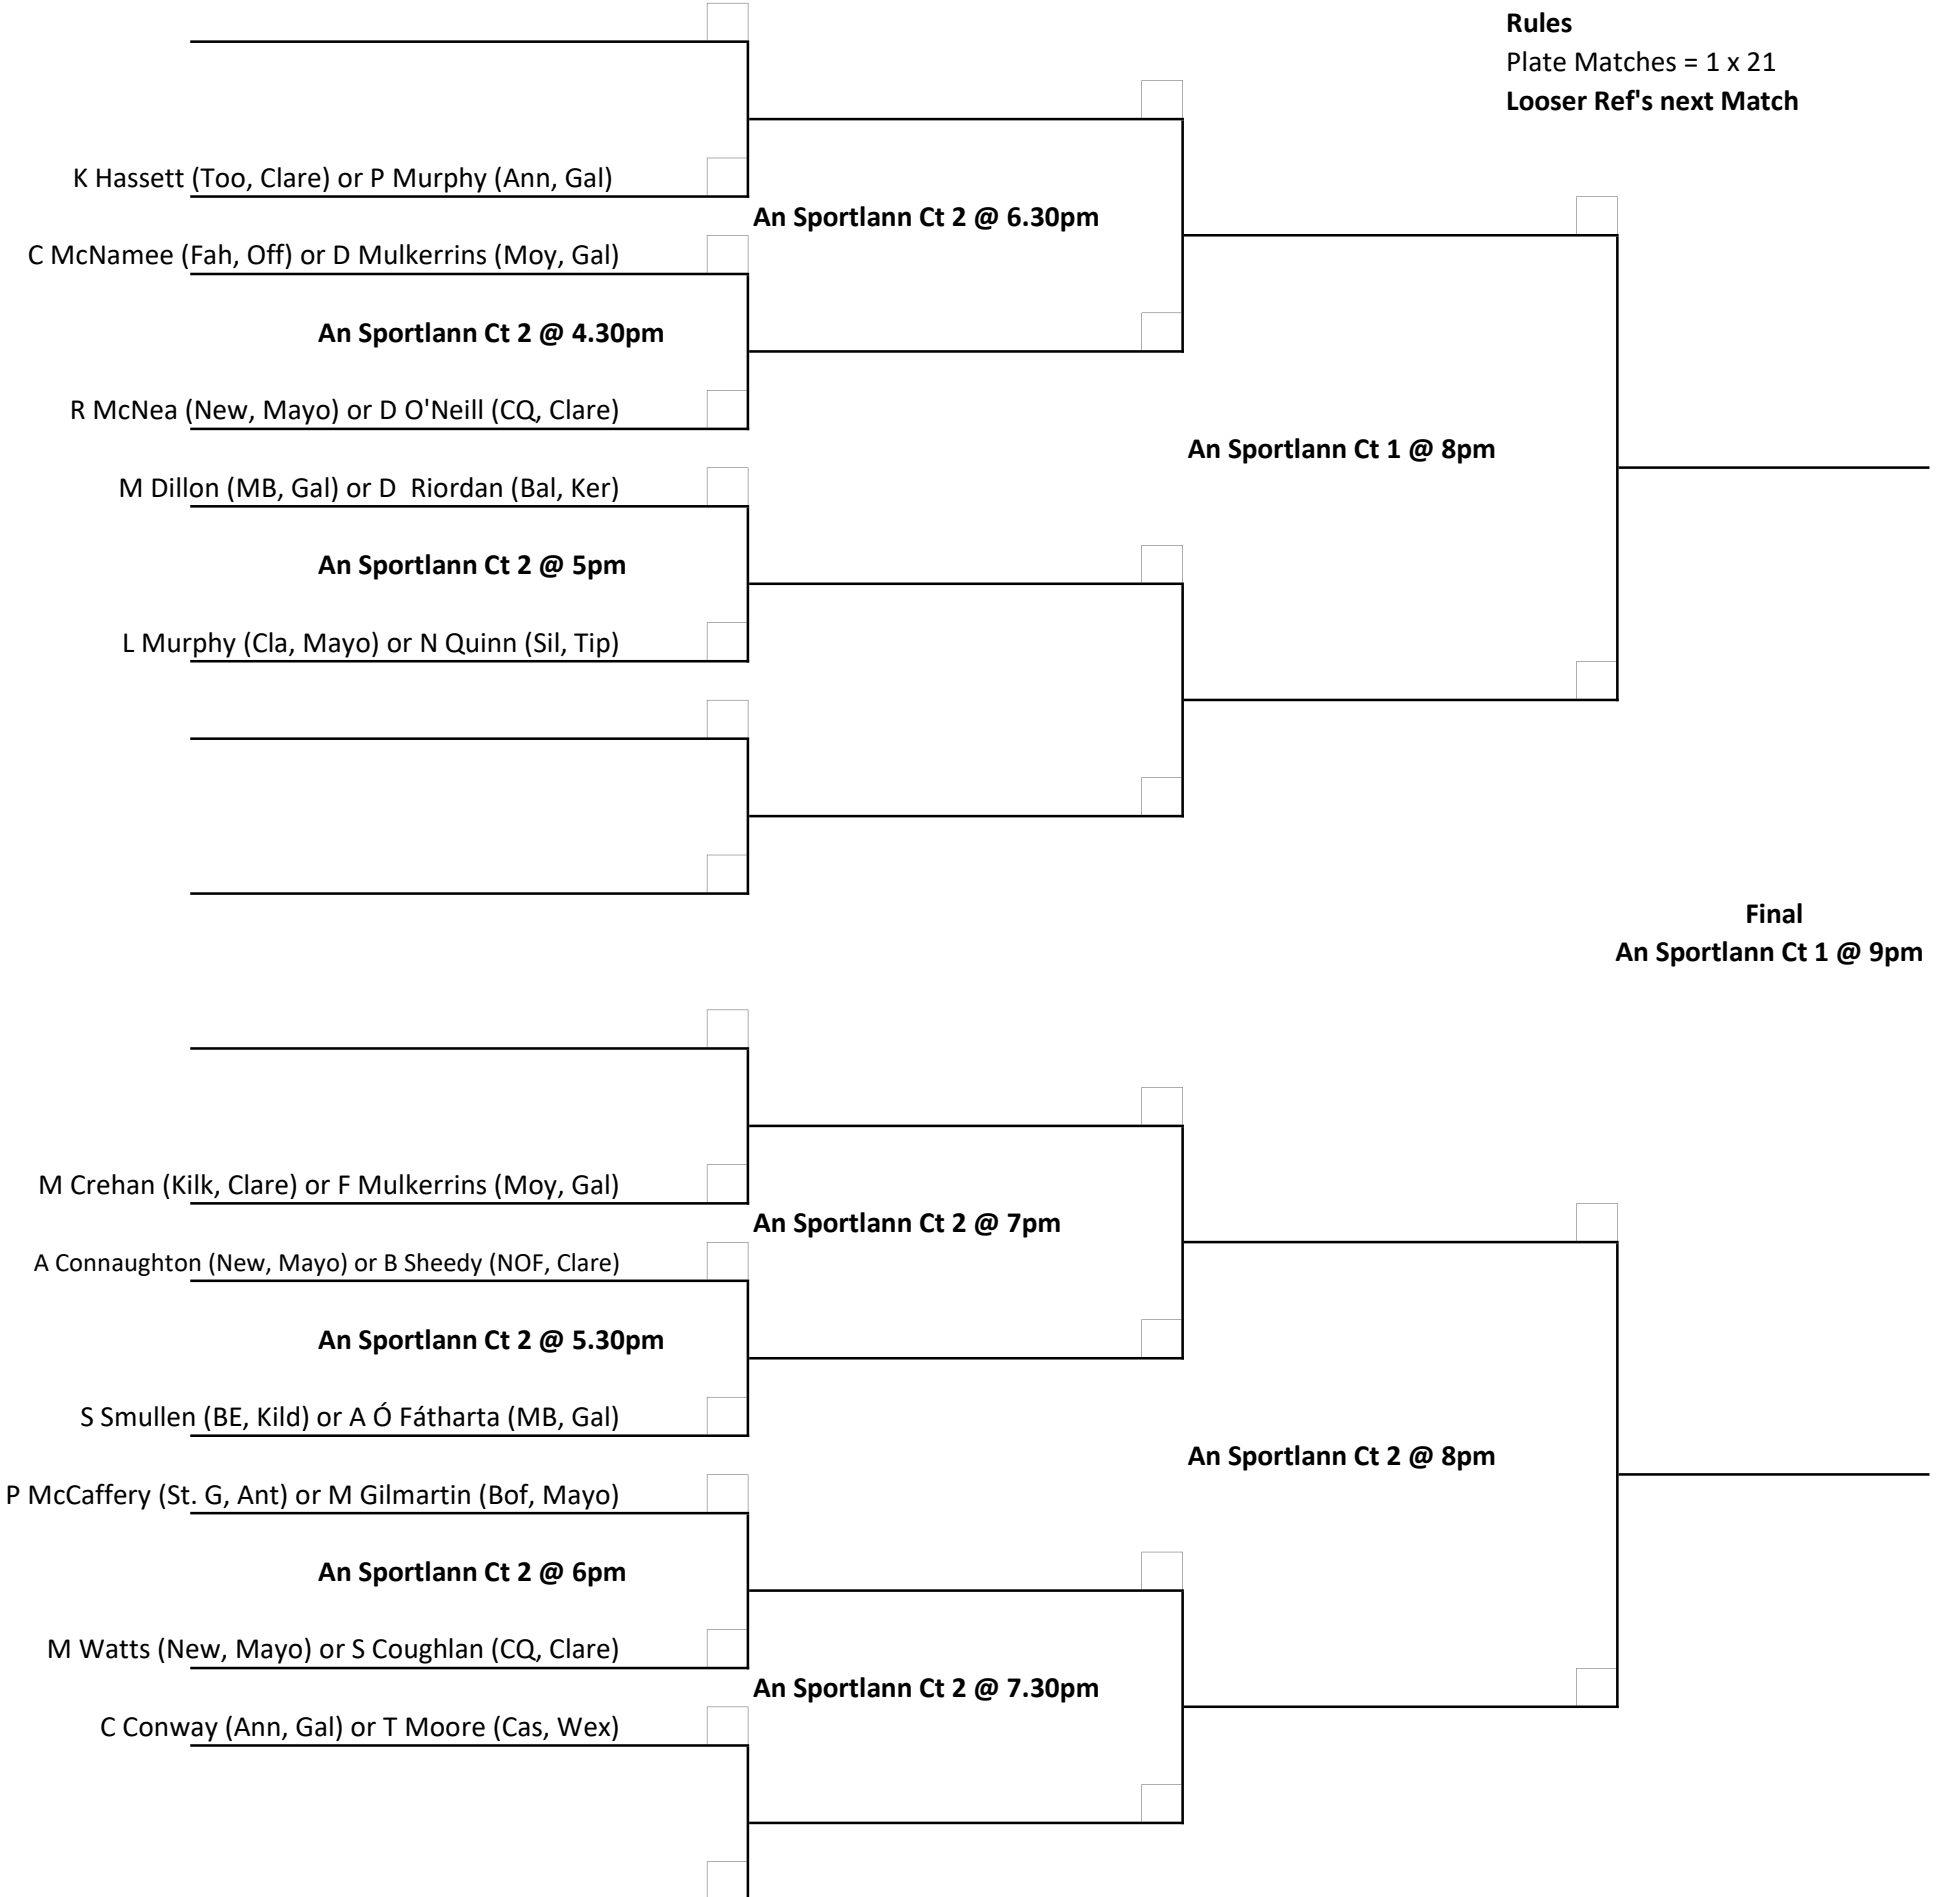 Rules
Plate Matches = 1 x 21
Looser Ref's next Match
K Hassett (Too, Clare) or P Murphy (Ann, Gal)
An Sportlann Ct 2 @ 6.30pm
C McNamee (Fah, Off) or D Mulkerrins (Moy, Gal)
An Sportlann Ct 2 @ 4.30pm
R McNea (New, Mayo) or D O'Neill (CQ, Clare)
An Sportlann Ct 1 @ 8pm
M Dillon (MB, Gal) or D  Riordan (Bal, Ker)
An Sportlann Ct 2 @ 5pm
L Murphy (Cla, Mayo) or N Quinn (Sil, Tip)
Final
An Sportlann Ct 1 @ 9pm
M Crehan (Kilk, Clare) or F Mulkerrins (Moy, Gal)
An Sportlann Ct 2 @ 7pm
A Connaughton (New, Mayo) or B Sheedy (NOF, Clare)
An Sportlann Ct 2 @ 5.30pm
S Smullen (BE, Kild) or A Ó Fátharta (MB, Gal)
An Sportlann Ct 2 @ 8pm
P McCaffery (St. G, Ant) or M Gilmartin (Bof, Mayo)
An Sportlann Ct 2 @ 6pm
M Watts (New, Mayo) or S Coughlan (CQ, Clare)
An Sportlann Ct 2 @ 7.30pm
C Conway (Ann, Gal) or T Moore (Cas, Wex)